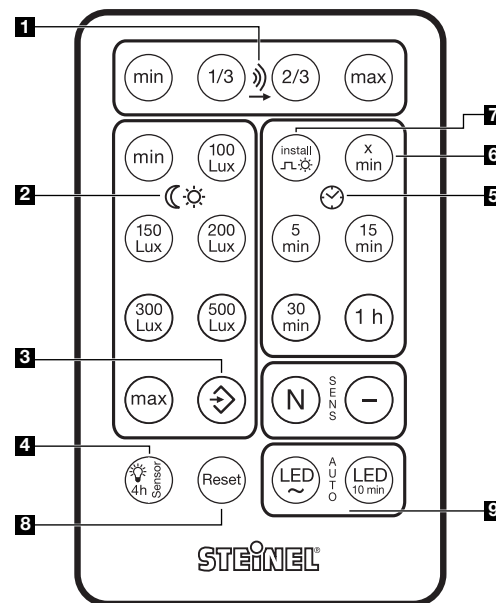 1
min 1/3 2/3 max
7
min 100 Lux install x min
6
2
5
150 Lux 200 Lux 5 min 15 min
300 Lux 500 Lux 30 min 1 h
3
max N SENS –
4
4h Sensor Reset LED ~ AUTO LED 10 min
8
9
STEINEL®